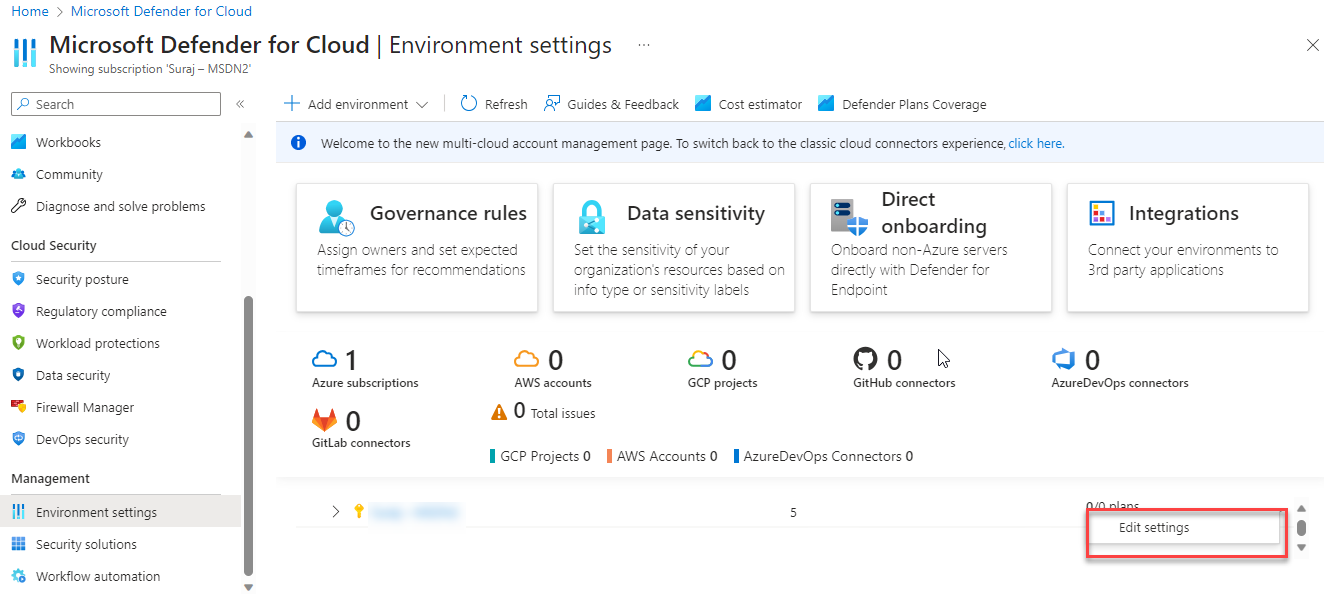 Home > Microsoft Defender for Cloud
Microsoft Defender for Cloud | Environment settings ...
Showing subscription 'Suraj – MSDN2'
Search
«
Add environment
Refresh
Guides & Feedback
Cost estimator
Defender Plans Coverage
Welcome to the new multi-cloud account management page. To switch back to the classic cloud connectors experience, click here.
Workbooks
Community
Diagnose and solve problems
Cloud Security
Security posture
Regulatory compliance
Workload protections
Data security
Firewall Manager
DevOps security
Management
Environment settings
Security solutions
Workflow automation
Governance rules
Assign owners and set expected
timeframes for recommendations
Data sensitivity
Set the sensitivity of your
organization's resources based on
info type or sensitivity labels
Direct
onboarding
Onboard non-Azure servers
directly with Defender for
Endpoint
Integrations
Connect your environments to
3rd party applications
1
Azure subscriptions
0
AWS accounts
0
GCP projects
0
GitHub connectors
0
AzureDevOps connectors
0
GitLab connectors
0 Total issues
GCP Projects 0
AWS Accounts 0
AzureDevOps Connectors 0
5
0/0 plans
Edit settings